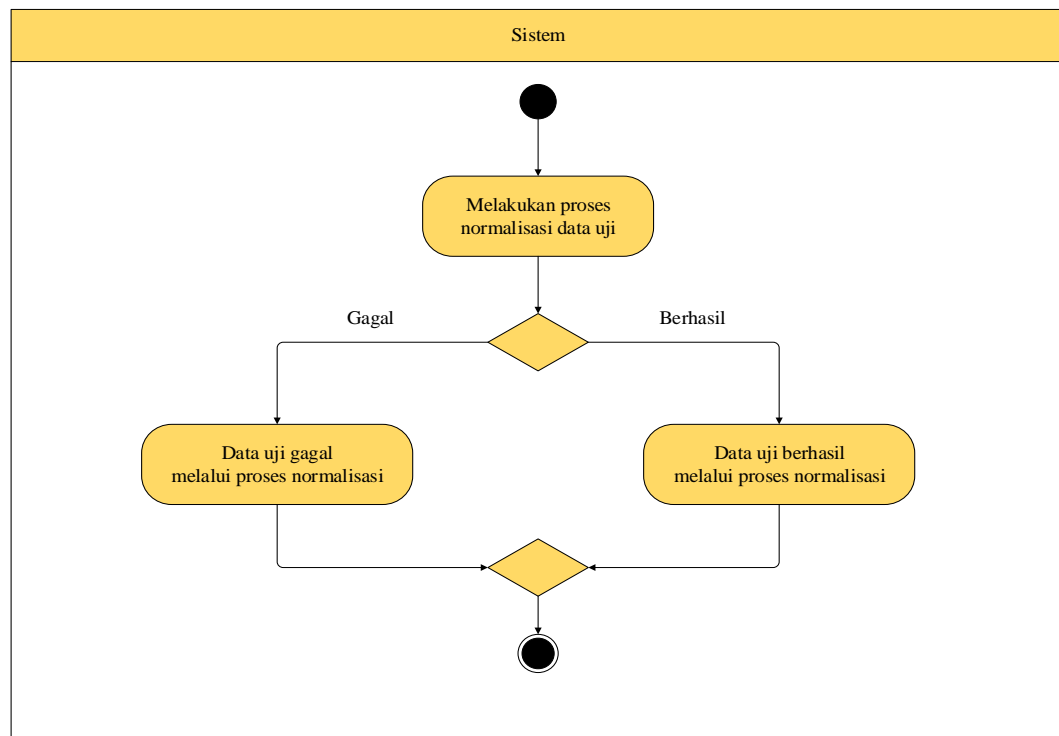 Sistem
Melakukan proses
normalisasi data uji
Gagal
Berhasil
Data uji gagal
melalui proses normalisasi
Data uji berhasil
melalui proses normalisasi